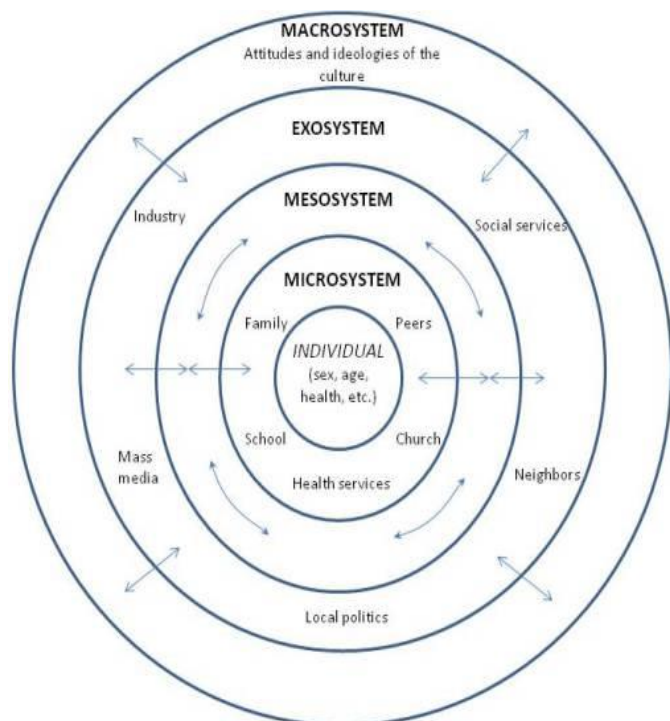 MACROSYSTEM
Attitudes and ideologies of the
culture
EXOSYSTEM
MESOSYSTEM
Industry
Social services
MICROSYSTEM
Family
Peers
INDIVIDUAL
(sex, age,
health, etc.)
School
Church
Mass
media
Neighbors
Health services
Local politics